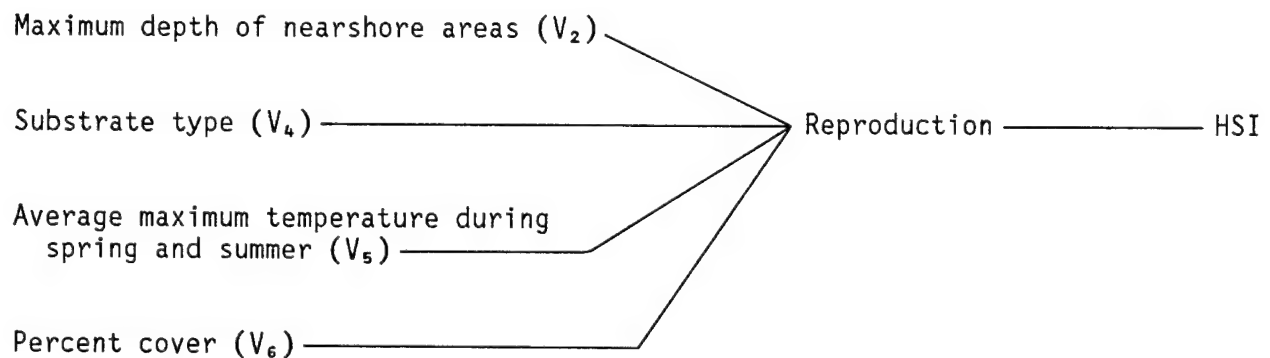 Maximum depth of nearshore areas (V₂)
Substrate type (V₄)
Reproduction
HSI
Average maximum temperature during
spring and summer (V₅)
Percent cover (V₆)